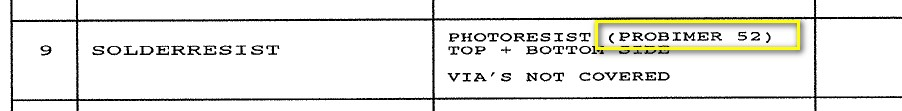 9 SOLDERRESIST PHOTORESIST (PROBIMER 52)
TOP + BOTTOM SIDE
VIA'S NOT COVERED